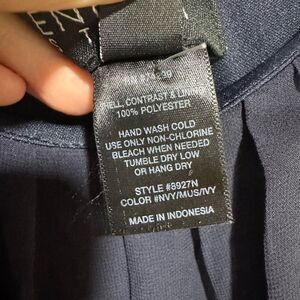 SHELL, CONTRAST & LINING
100% POLYESTER
HAND WASH COLD
USE ONLY NON-CHLORINE
BLEACH WHEN NEEDED
TUMBLE DRY LOW
OR HANG DRY
STYLE #8927N
COLOR #NVY/MUS/IVY
MADE IN INDONESIA